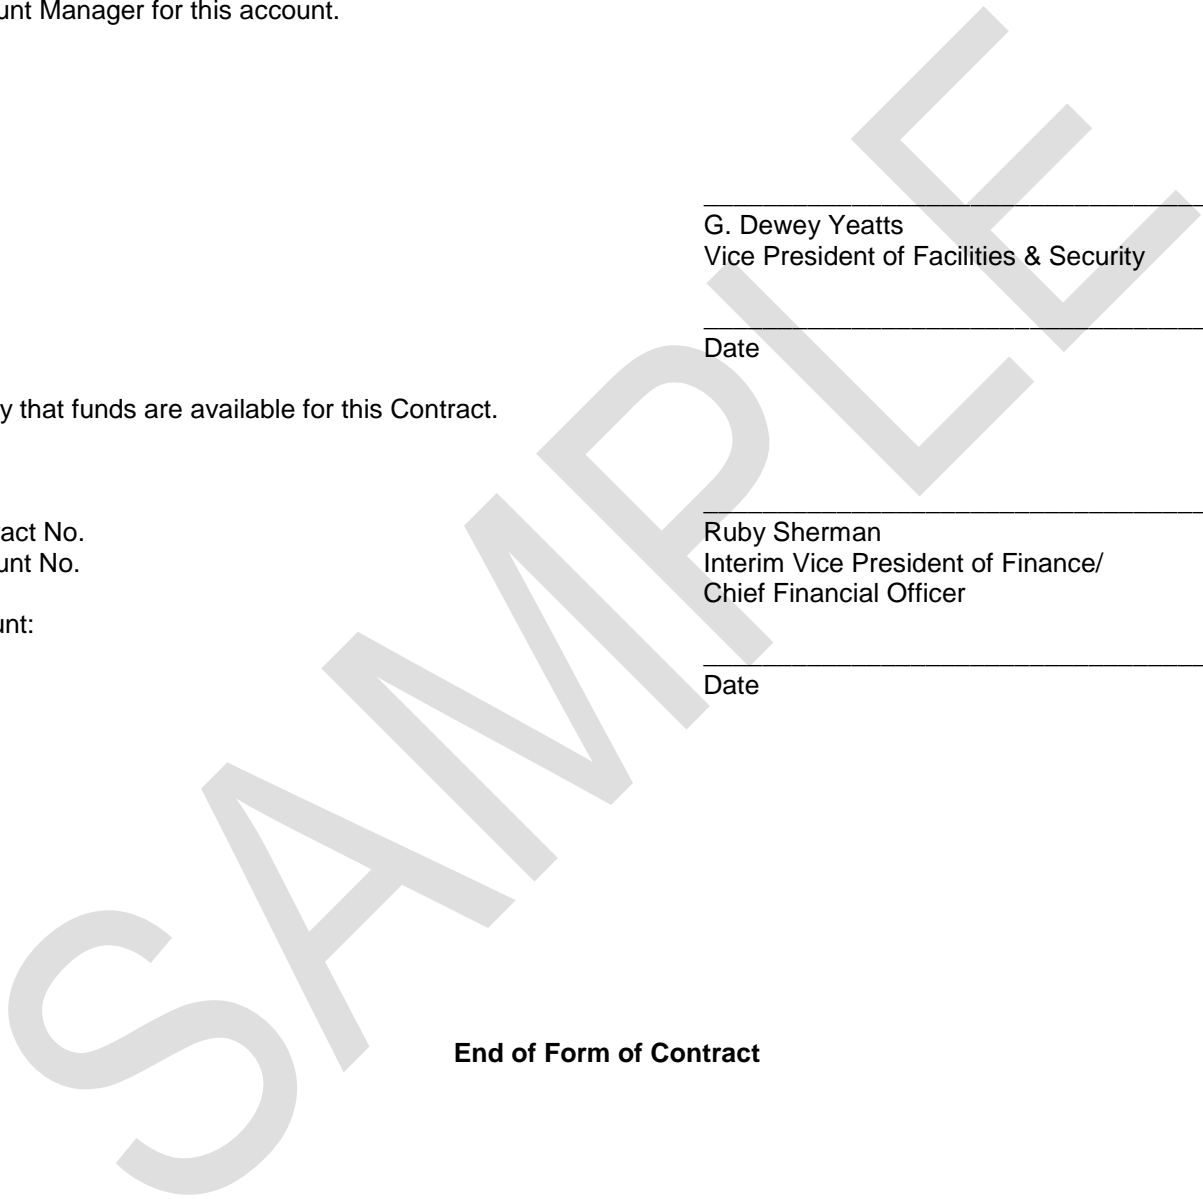 unt Manager for this account.
G. Dewey Yeatts
Vice President of Facilities & Security
Date
y that funds are available for this Contract.
act No.
Ruby Sherman
unt No.
Interim Vice President of Finance/
Chief Financial Officer
unt:
Date
End of Form of Contract
SAMPLE